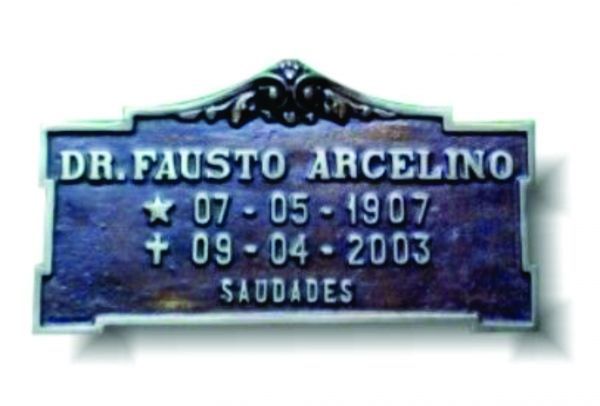 DR. FAUSTO ARCELINO
★ 07 - 05 - 1907
✝ 09 - 04 - 2003
SAUDADES